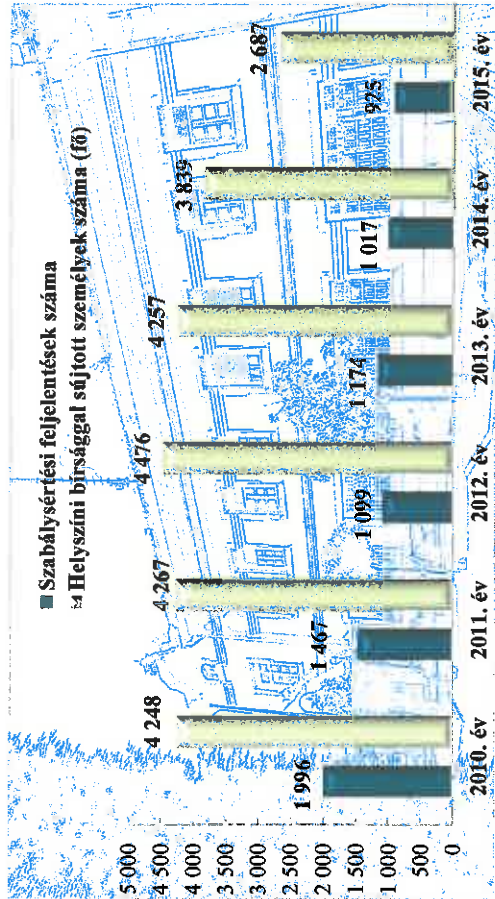 Szabálysértési feljelentések száma
Helyszíni bírsággal sújtott személyek száma (fő)
5 000
4 500
4 000
3 500
3 000
2 500
2 000
1 500
1 000
500
0
1 996
4 248
1 467
4 267
1 099
4 476
1 174
4 257
1 017
3 839
925
2 687
2010. év
2011. év
2012. év
2013. év
2014. év
2015. év